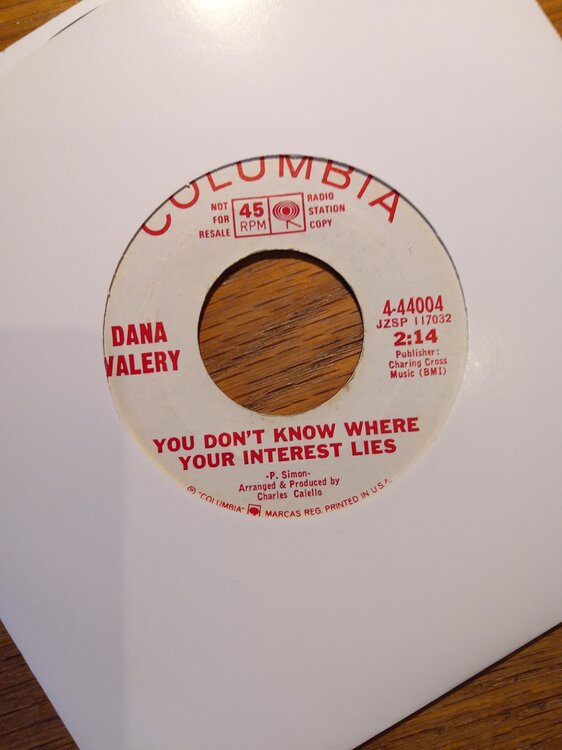 COLUMBIA
NOT
FOR
RESALE
45
RPM
RADIO
STATION
COPY
DANA
VALERY
4-44004
JZSP 117032
2:14
Publisher:
Charing Cross
Music (BMI)
YOU DON'T KNOW WHERE
YOUR INTEREST LIES
-P. Simon-
Arranged & Produced by
Charles Calello
® "COLUMBIA" MARCAS REG. PRINTED IN U.S.A.